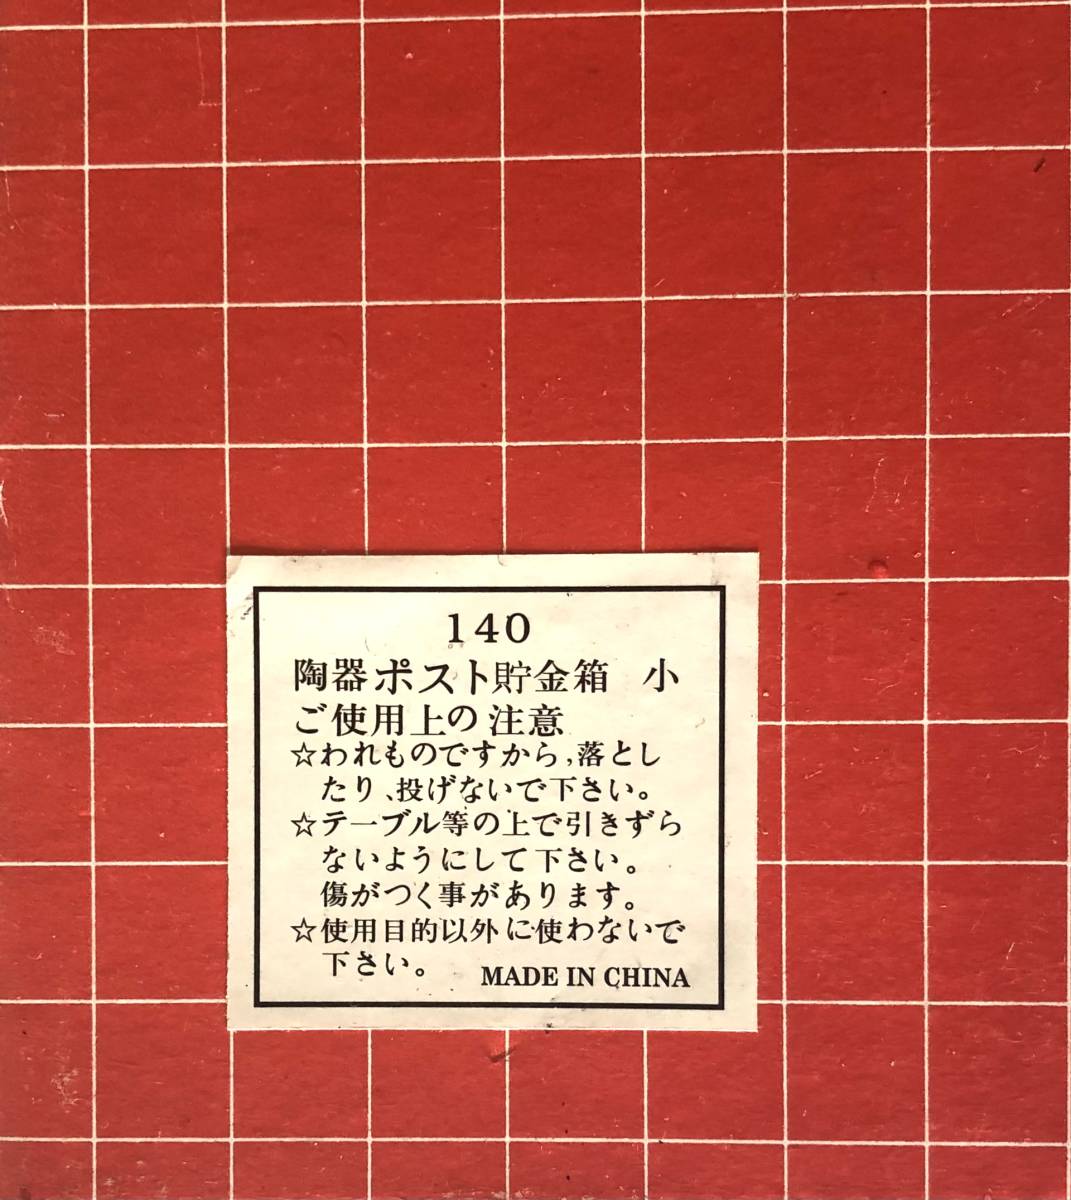 140
陶器ポスト貯金箱 小
ご使用上の注意
☆われものですから,落とし
たり、投げないで下さい。
☆テーブル等の上で引きずら
ないようにして下さい。
傷がつく事があります。
☆使用目的以外に使わないで
下さい。 MADE IN CHINA